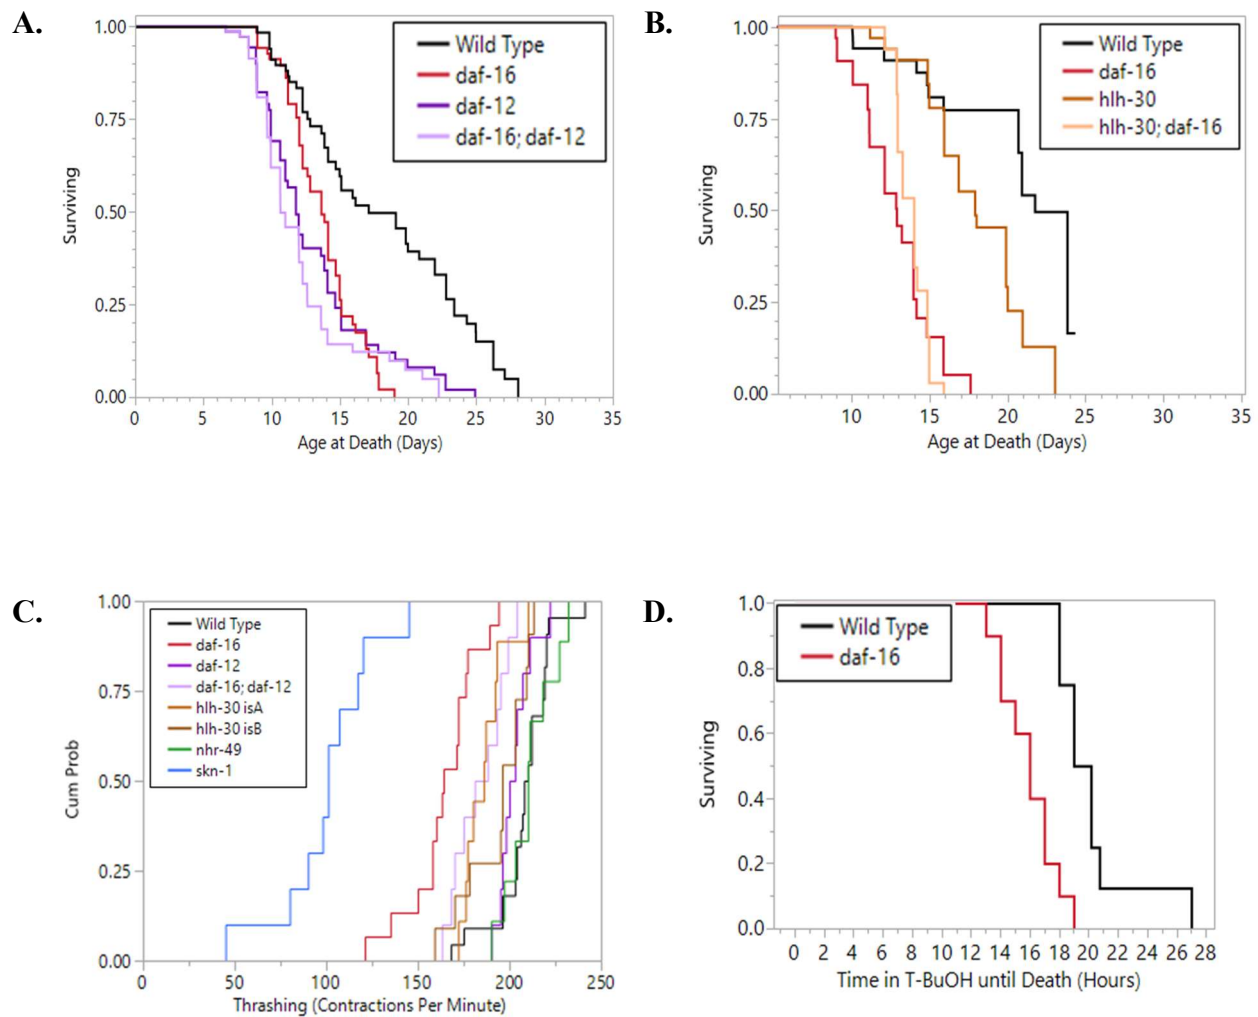 A.
Surviving
1.00
0.75
0.50
0.25
0.00
Wild Type
daf-16
daf-12
daf-16; daf-12
0 5 10 15 20 25 30 35
Age at Death (Days)
B.
Surviving
1.00
0.75
0.50
0.25
0.00
Wild Type
daf-16
hlh-30
hlh-30; daf-16
10 15 20 25 30 35
Age at Death (Days)
C.
Cum Prob
1.00
0.75
0.50
0.25
0.00
Wild Type
daf-16
daf-12
daf-16; daf-12
hlh-30 isA
hlh-30 isB
nhr-49
skn-1
0 50 100 150 200 250
Thrashing (Contractions Per Minute)
D.
Surviving
1.0
0.8
0.6
0.4
0.2
0.0
Wild Type
daf-16
0 2 4 6 8 10 12 14 16 18 20 22 24 26 28
Time in T-BuOH until Death (Hours)